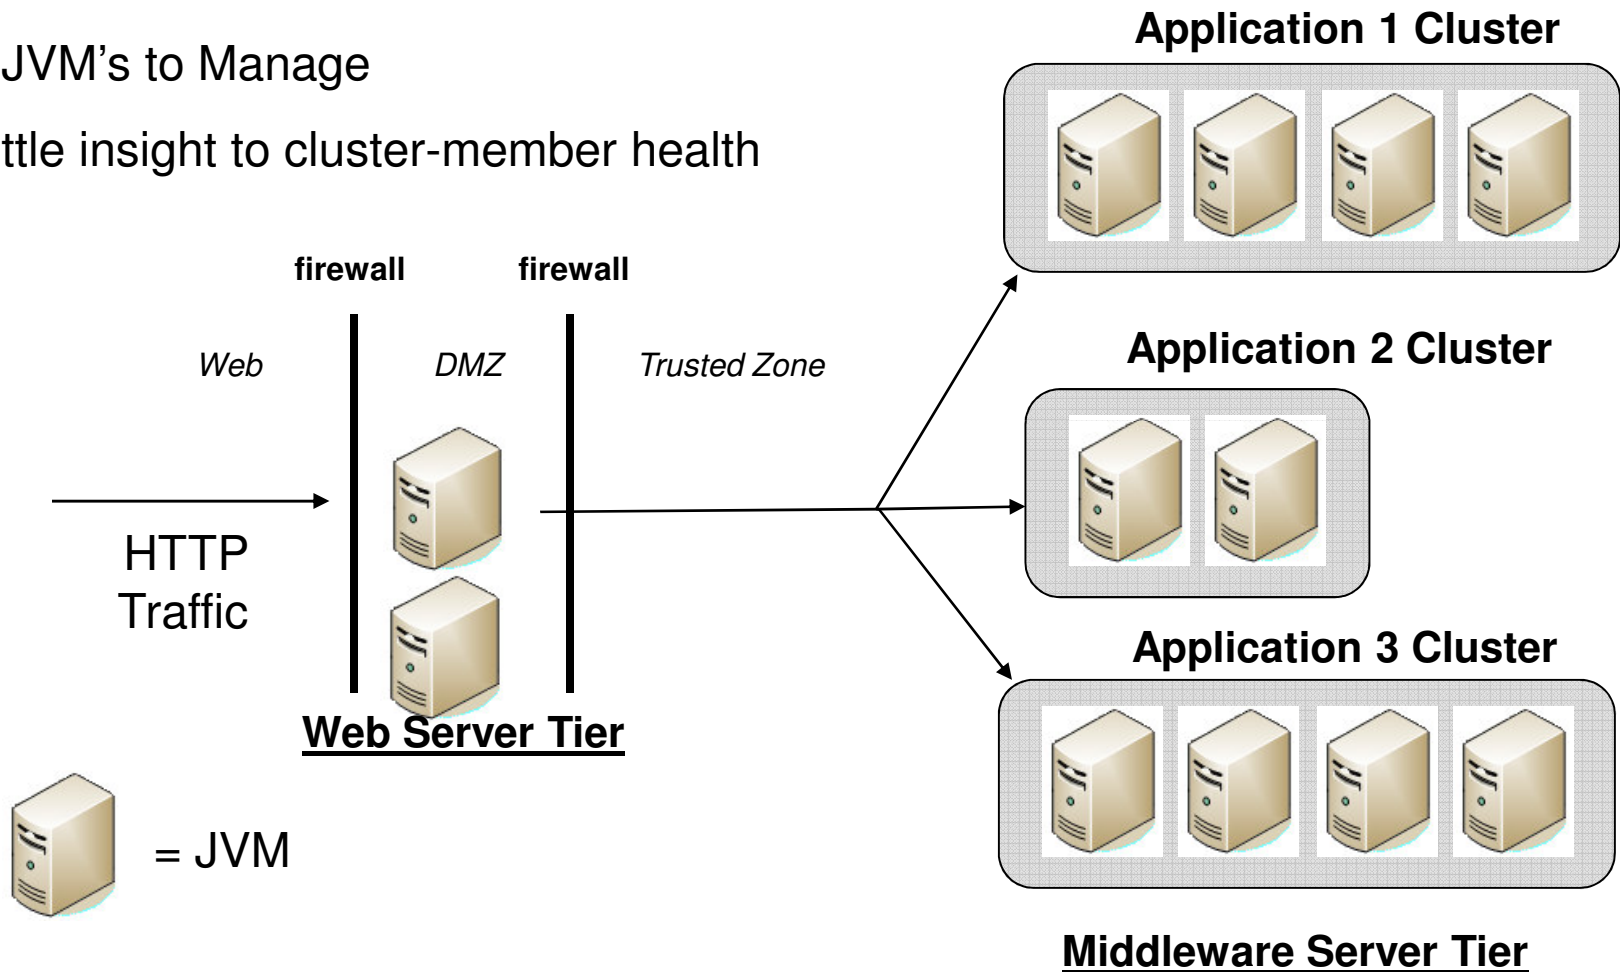 JVM's to Manage
ttle insight to cluster-member health
Application 1 Cluster
firewall
firewall
Web
DMZ
Trusted Zone
Application 2 Cluster
HTTP
Traffic
Application 3 Cluster
Web Server Tier
= JVM
Middleware Server Tier